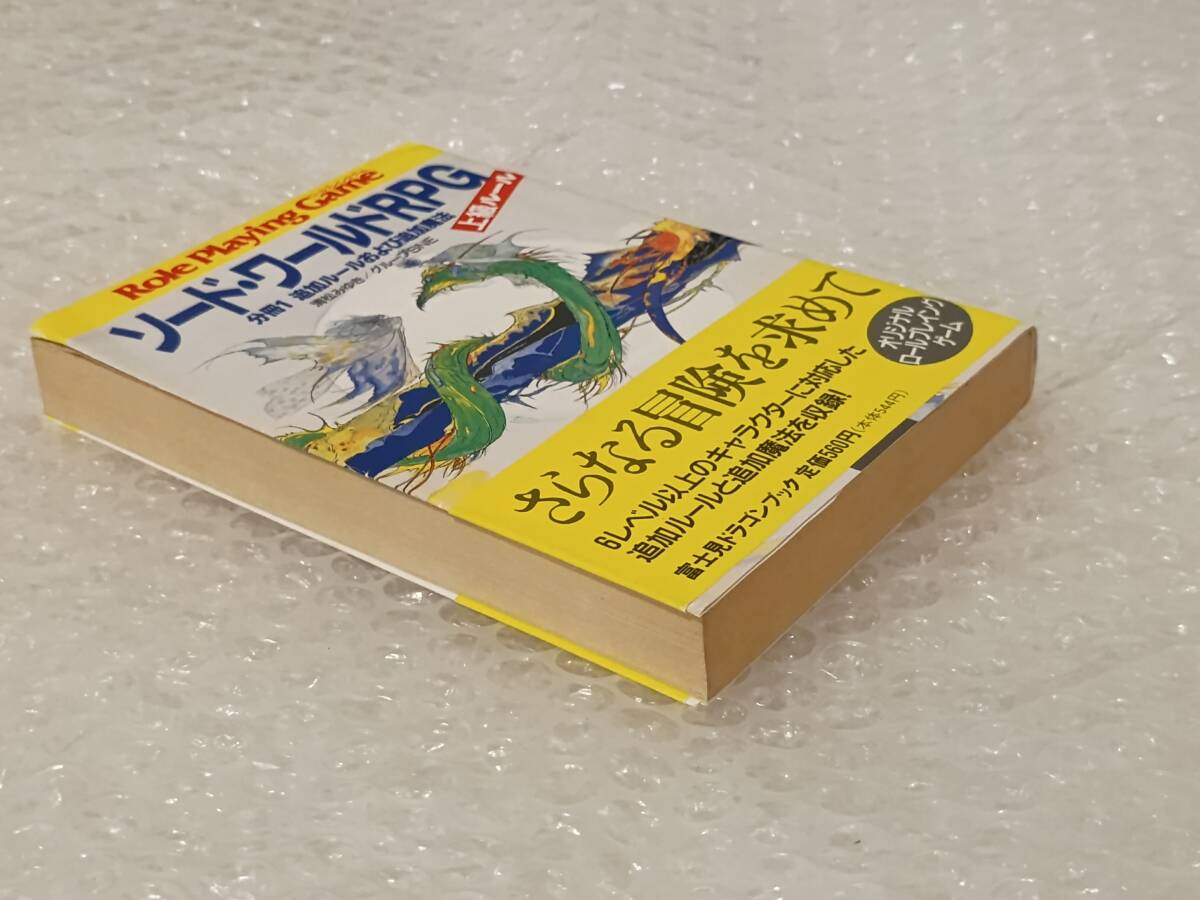 Role Playing Game
ソード・ワールドRPG
上級ルール
分冊1 追加ルールおよび追加魔法
清松みゆき/グループSNE
さらなる冒険を求めて
オリジナル
ロールプレイング
ゲーム
6レベル以上のキャラクターに対応した
追加ルールと追加魔法を収録!
富士見ドラゴンブック 定価560円(本体544円)